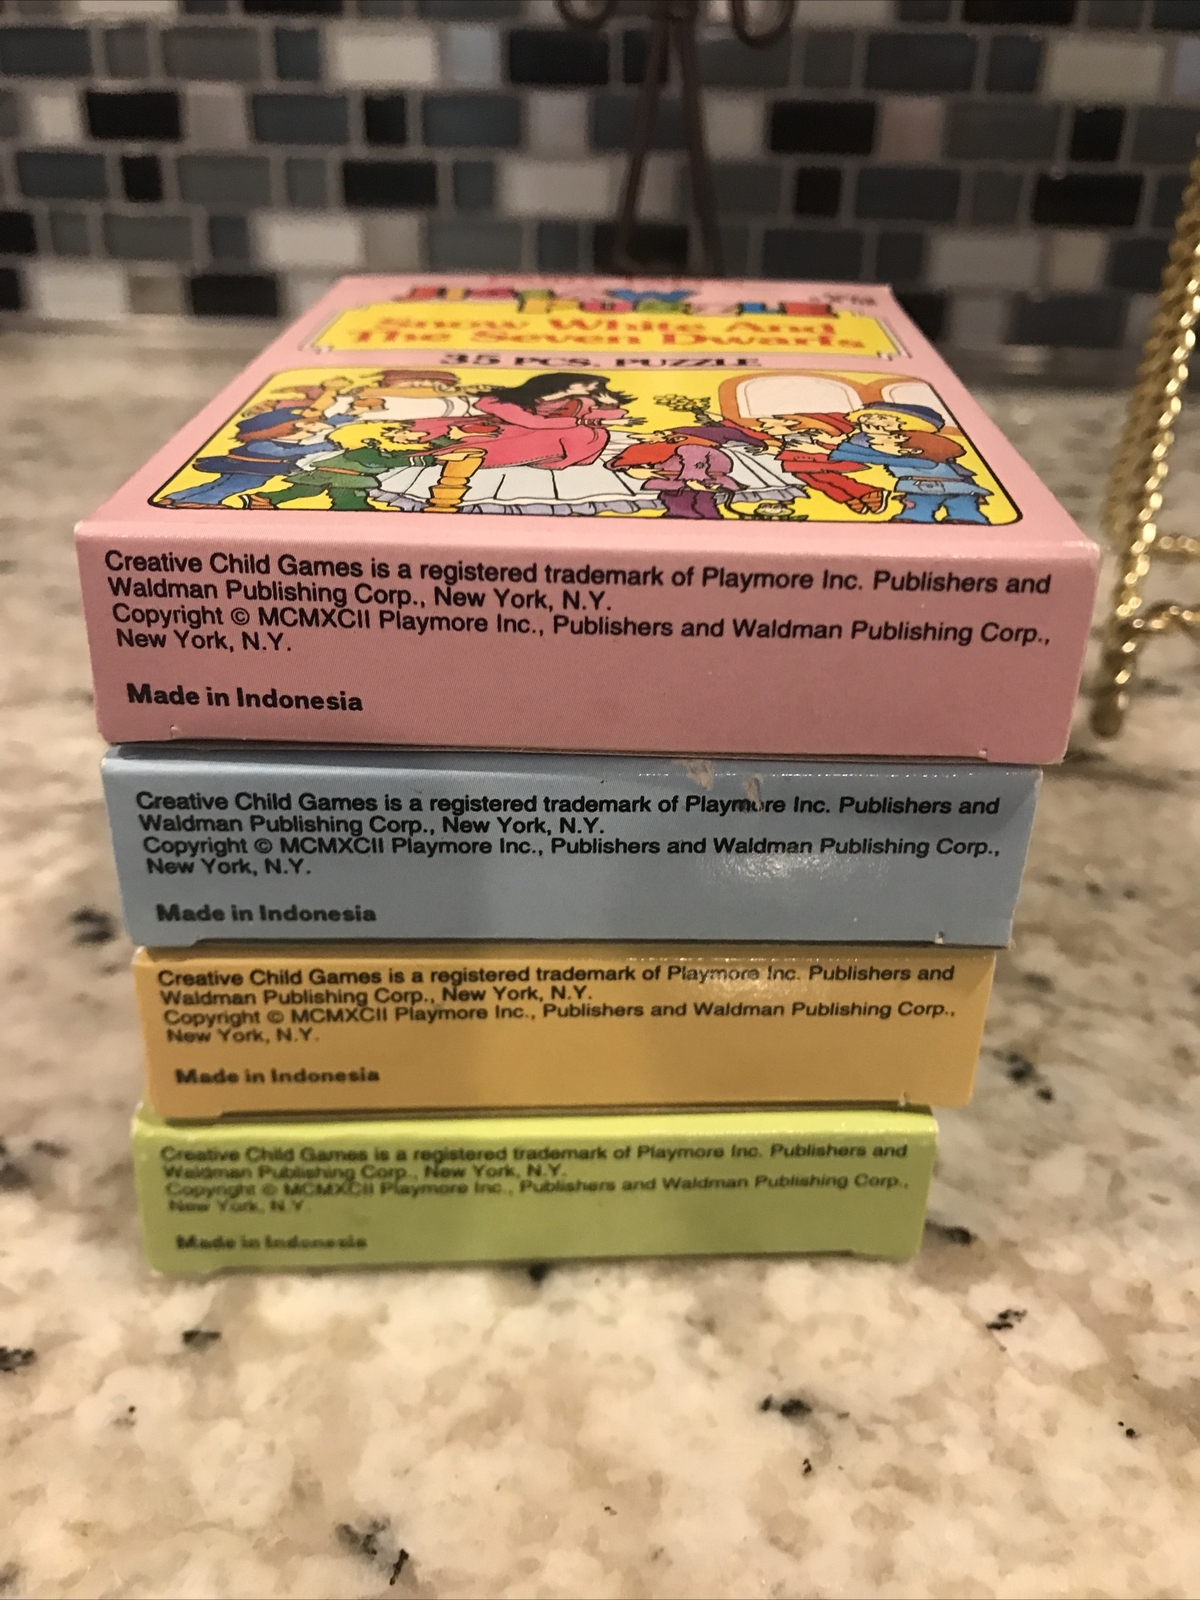 Snow White And
The Seven Dwarfs
35 PCS. PUZZLE
Creative Child Games is a registered trademark of Playmore Inc. Publishers and
Waldman Publishing Corp., New York, N.Y.
Copyright © MCMXCII Playmore Inc., Publishers and Waldman Publishing Corp.,
New York, N.Y.
Made in Indonesia
Creative Child Games is a registered trademark of Playmore Inc. Publishers and
Waldman Publishing Corp., New York, N.Y.
Copyright © MCMXCII Playmore Inc., Publishers and Waldman Publishing Corp.,
New York, N.Y.
Made in Indonesia
Creative Child Games is a registered trademark of Playmore Inc. Publishers and
Waldman Publishing Corp., New York, N.Y.
Copyright © MCMXCII Playmore Inc., Publishers and Waldman Publishing Corp.,
New York, N.Y.
Made in Indonesia
Creative Child Games is a registered trademark of Playmore Inc. Publishers and
Waldman Publishing Corp., New York, N.Y.
Copyright © MCMXCII Playmore Inc., Publishers and Waldman Publishing Corp.,
New York, N.Y.
Made in Indonesia